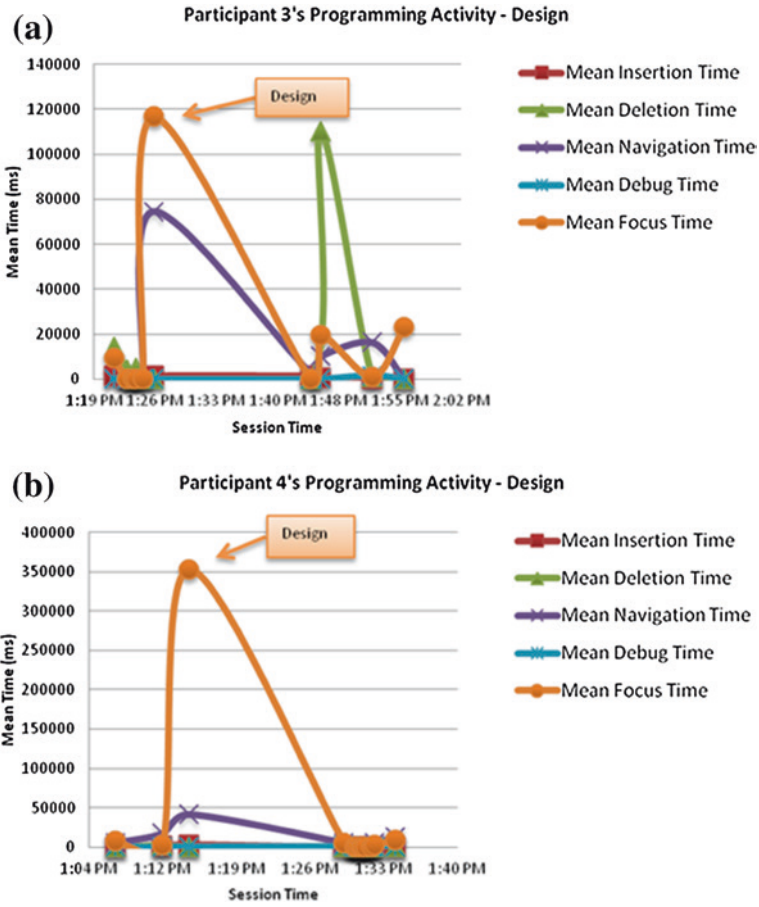 (a)
Participant 3's Programming Activity - Design
140000
120000
100000
80000
60000
40000
20000
0
Mean Time (ms)
Design
1:19 PM 1:26 PM 1:33 PM 1:40 PM 1:48 PM 1:55 PM 2:02 PM
Session Time
Mean Insertion Time
Mean Deletion Time
Mean Navigation Time
Mean Debug Time
Mean Focus Time
(b)
Participant 4's Programming Activity - Design
400000
350000
300000
250000
200000
150000
100000
50000
0
Mean Time (ms)
Design
1:04 PM 1:12 PM 1:19 PM 1:26 PM 1:33 PM 1:40 PM
Session Time
Mean Insertion Time
Mean Deletion Time
Mean Navigation Time
Mean Debug Time
Mean Focus Time